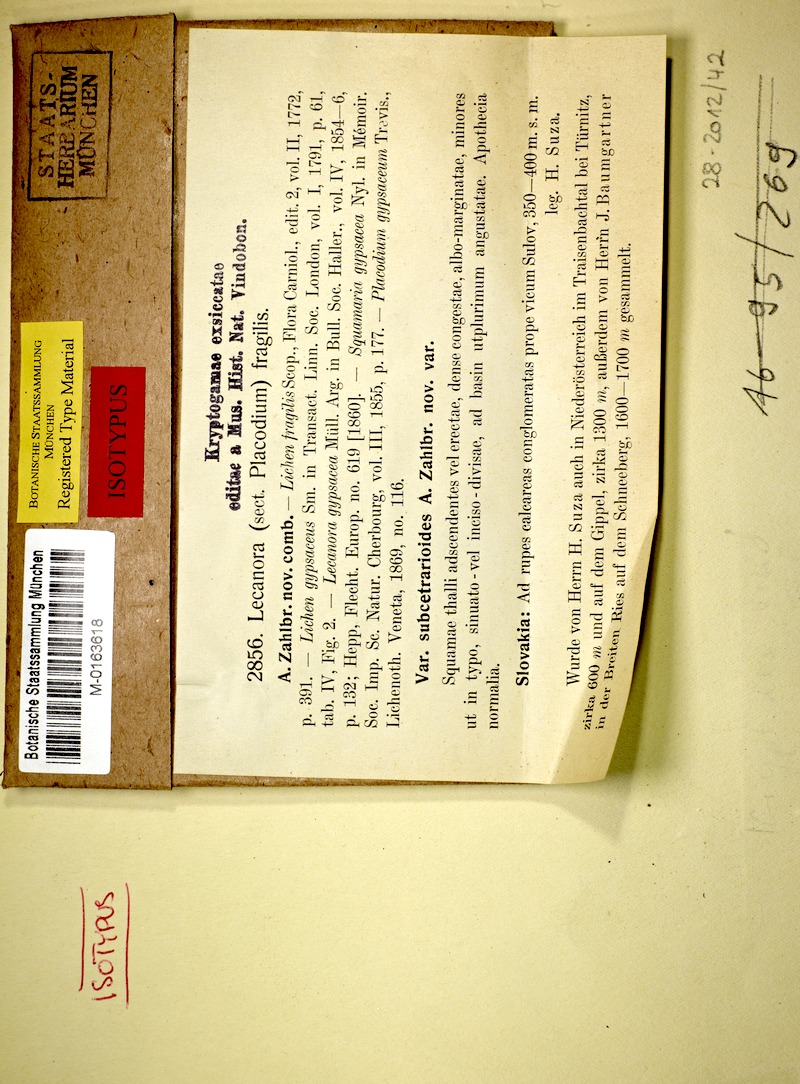 STAATS-
HERBARIUM
MÜNCHEN
BOTANISCHE STAATSSAMMLUNG
MÜNCHEN
Registered Type Material
ISOTYPUS
Botanische Staatssammlung München
M-0163618
Kryptogamae exsiccatae
editae a Mus. Hist. Nat. Vindobon.
2856. Lecanora (sect. Placodium) fragilis.
A. Zahlbr. nov. comb. — Lichen fragilis Scop., Flora Carniol., edit. 2, vol. II, 1772,
p. 391. — Lichen gypsaceus Sm. in Transact. Linn. Soc. London, vol. I, 1791, p. 61,
tab. IV, Fig. 2. — Lecanora gypsacea Müll. Arg. in Bull. Soc. Haller., vol. IV, 1854—6,
p. 132; Hepp, Flecht. Europ. no. 619 [1860]. — Squamaria gypsacea Nyl. in Mémoir.
Soc. Imp. Sc. Natur. Cherbourg, vol. III, 1855, p. 177. — Placodium gypsaceum Trevis.,
Lichenoth. Veneta, 1869, no. 116.
Var. subcetrarioides A. Zahlbr. nov. var.
Squamae thalli adscendentes vel erectae, dense congestae, albo-marginatae, minores
ut in typo, sinuato- vel inciso-divisae, ad basin utplurimum angustatae. Apothecia
normalia.
Slovakia: Ad rupes calcareas conglomeratas prope vicum Sulov, 350—400 m. s. m.
leg. H. Suza.
Wurde von Herrn H. Suza auch in Niederösterreich im Traisenbachtal bei Türnitz,
zirka 600 m und auf dem Gippel, zirka 1300 m, außerdem von Herrn J. Baumgartner
in der Breiten Ries auf dem Schneeberg, 1600—1700 m gesammelt.
28-2012/42
16-95/269
ISOTYPUS